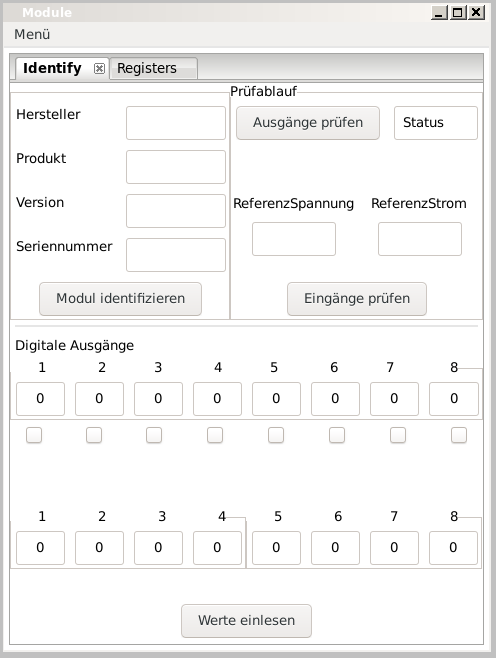 Module
Menü
Identify Registers
Prüfablauf
Hersteller
Ausgänge prüfen Status
Produkt
Version ReferenzSpannung ReferenzStrom
Seriennummer
Modul identifizieren Eingänge prüfen
Digitale Ausgänge
1 2 3 4 5 6 7 8
0 0 0 0 0 0 0 0
1 2 3 4 5 6 7 8
0 0 0 0 0 0 0 0
Werte einlesen